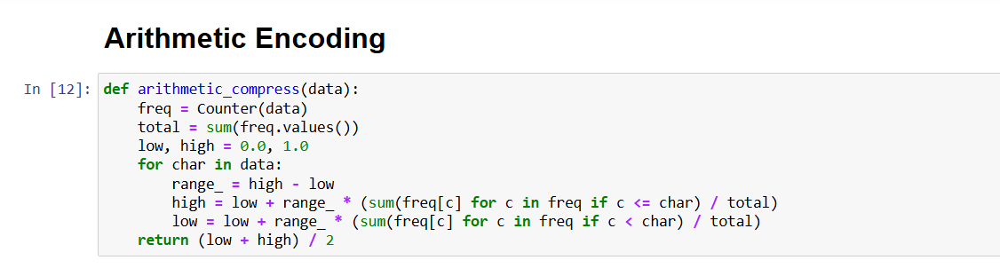 Arithmetic Encoding
In [12]: def arithmetic_compress(data):
    freq = Counter(data)
    total = sum(freq.values())
    low, high = 0.0, 1.0
    for char in data:
        range_ = high - low
        high = low + range_ * (sum(freq[c] for c in freq if c <= char) / total)
        low = low + range_ * (sum(freq[c] for c in freq if c < char) / total)
    return (low + high) / 2